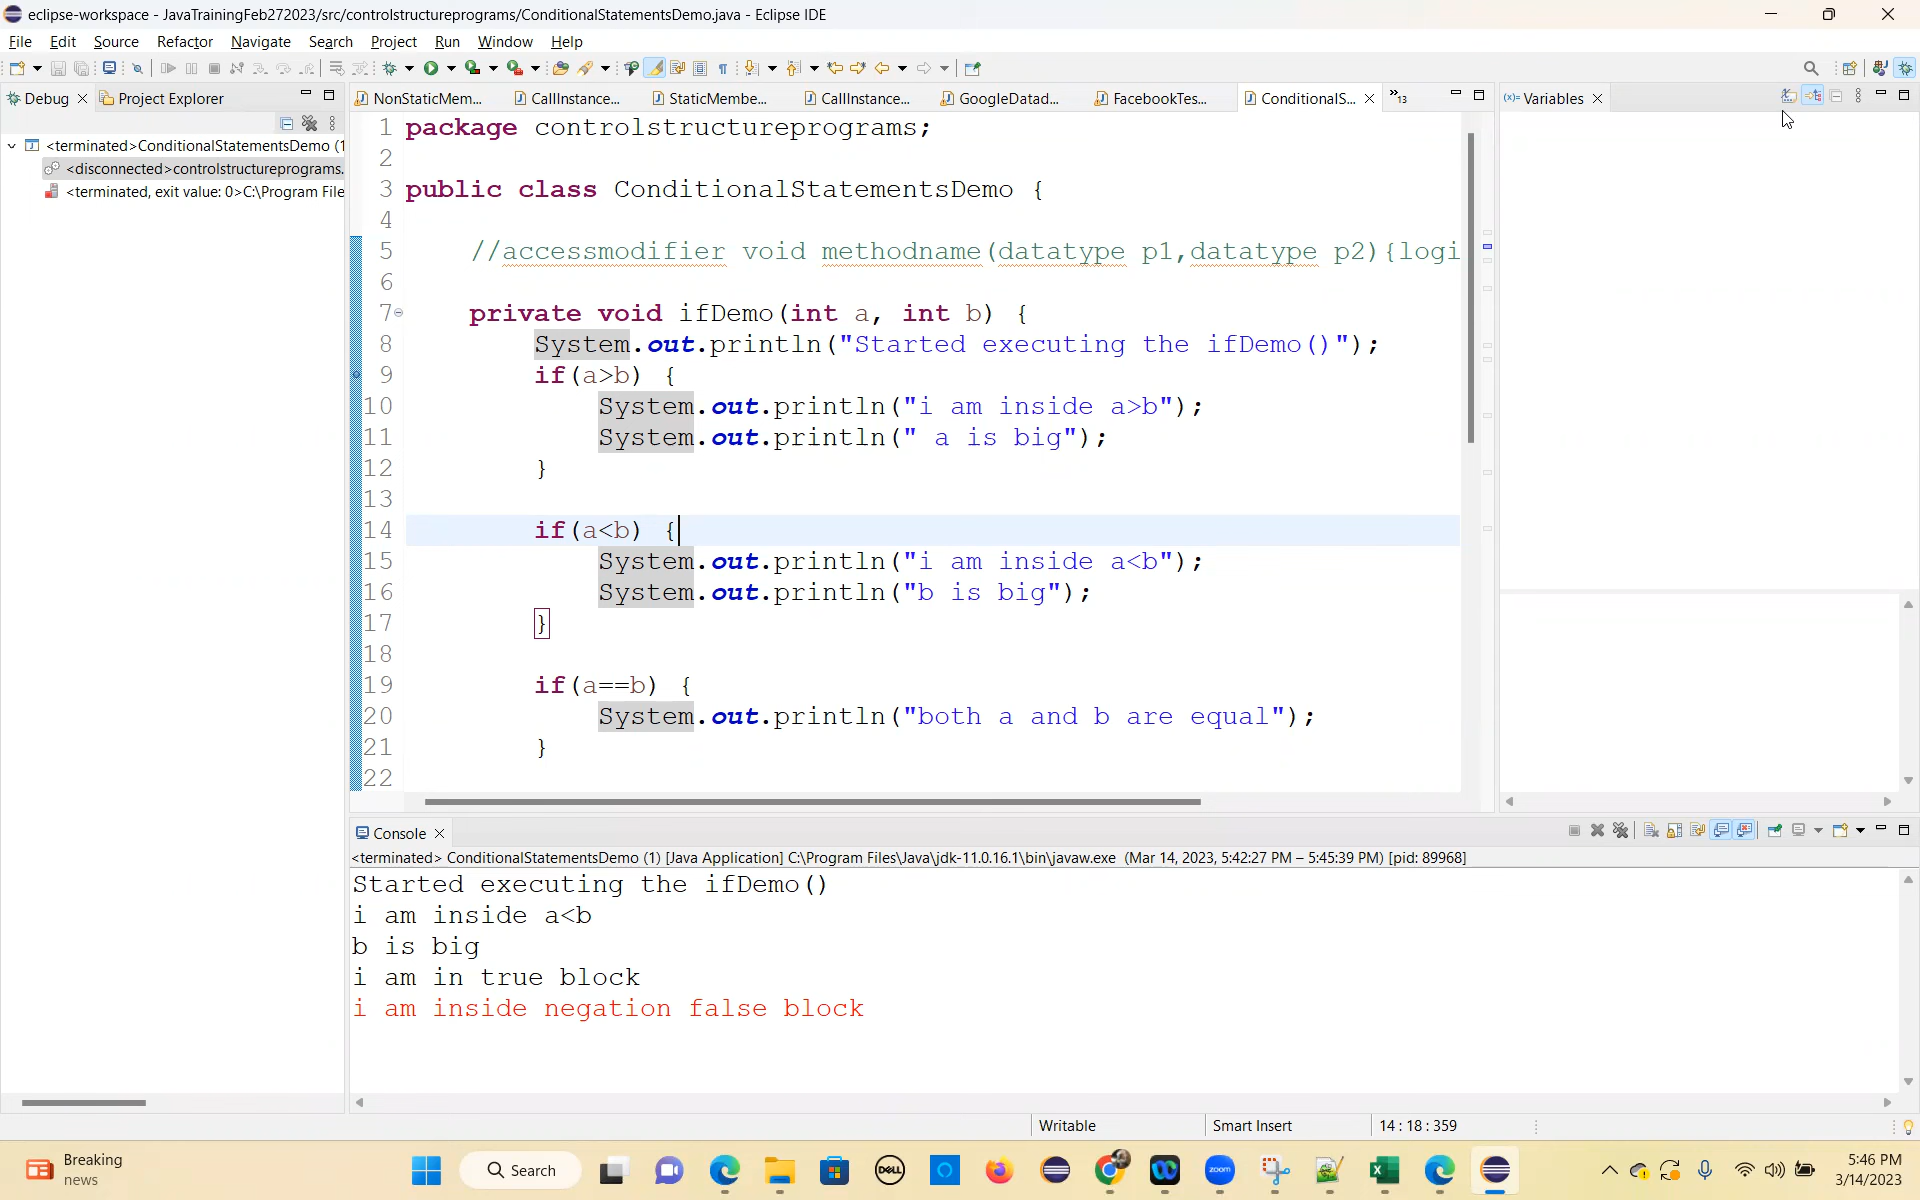 eclipse-workspace - JavaTrainingFeb272023/src/controlstructureprograms/ConditionalStatementsDemo.java - Eclipse IDE
File Edit Source Refactor Navigate Search Project Run Window Help
Debug Project Explorer
<terminated>ConditionalStatementsDemo (1
<disconnected>controlstructureprograms.
<terminated, exit value: 0>C:\Program File
NonStaticMem... CallInstance... StaticMembe... CallInstance... GoogleDatad... FacebookTes... ConditionalS... »13
1 package controlstructureprograms;
2
3 public class ConditionalStatementsDemo {
4
5 //accessmodifier void methodname(datatype p1,datatype p2){logi
6
7 private void ifDemo(int a, int b) {
8 System.out.println("Started executing the ifDemo()");
9 if(a>b) {
10 System.out.println("i am inside a>b");
11 System.out.println(" a is big");
12 }
13
14 if(a<b) {
15 System.out.println("i am inside a<b");
16 System.out.println("b is big");
17 }
18
19 if(a==b) {
20 System.out.println("both a and b are equal");
21 }
22
(x)= Variables
Console
<terminated> ConditionalStatementsDemo (1) [Java Application] C:\Program Files\Java\jdk-11.0.16.1\bin\javaw.exe (Mar 14, 2023, 5:42:27 PM – 5:45:39 PM) [pid: 89968]
Started executing the ifDemo()
i am inside a<b
b is big
i am in true block
i am inside negation false block
Writable Smart Insert 14 : 18 : 359
Breaking
news
Search
DELL
zoom
5:46 PM
3/14/2023